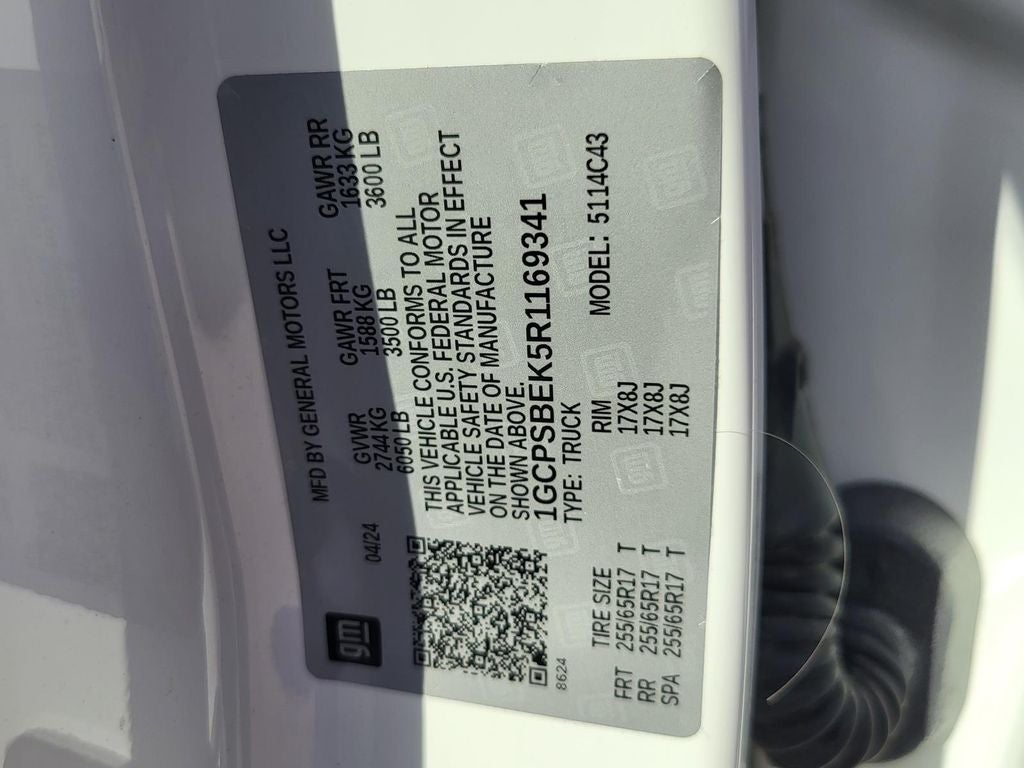 gm
04/24
MFD BY GENERAL MOTORS LLC
GVWR GAWR FRT GAWR RR
2744 KG 1588 KG 1633 KG
6050 LB 3500 LB 3600 LB
THIS VEHICLE CONFORMS TO ALL
APPLICABLE U.S. FEDERAL MOTOR
VEHICLE SAFETY STANDARDS IN EFFECT
ON THE DATE OF MANUFACTURE
SHOWN ABOVE.
1GCPSBEK5R1169341
8624
TYPE: TRUCK
TIRE SIZE RIM MODEL: 5114C43
FRT 255/65R17 T 17X8J
RR 255/65R17 T 17X8J
SPA 255/65R17 T 17X8J